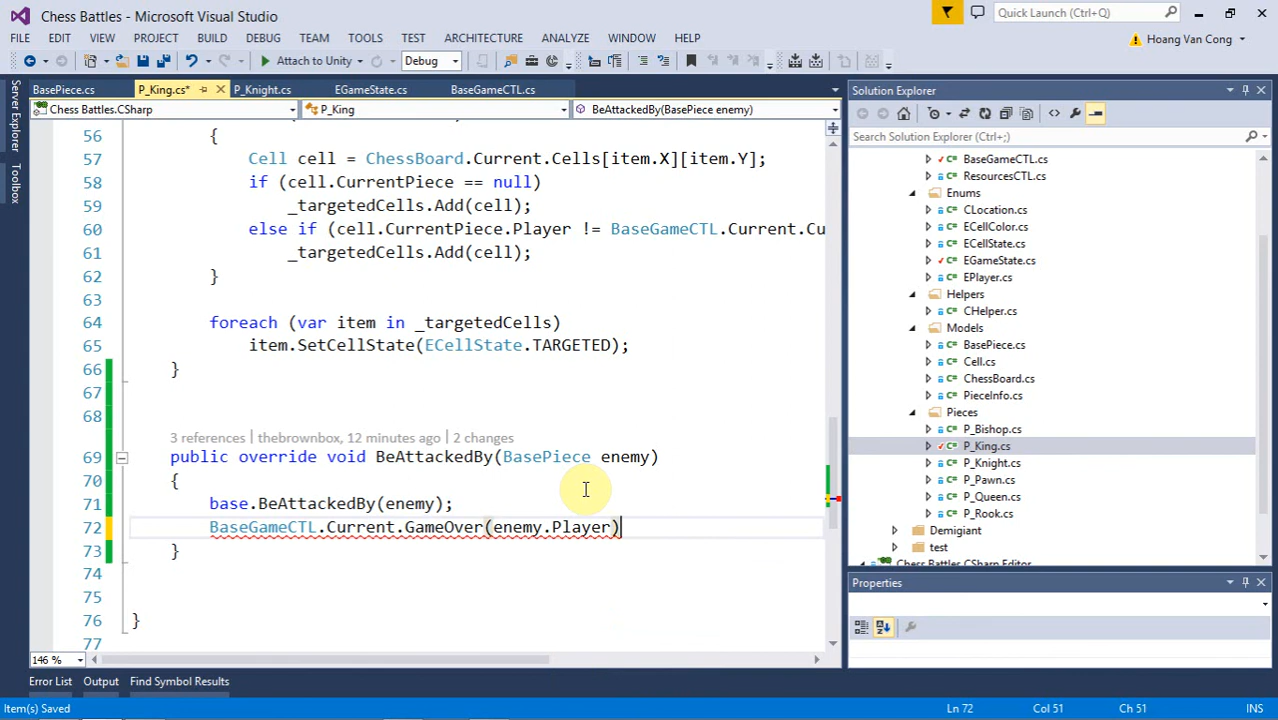 Chess Battles - Microsoft Visual Studio
Quick Launch (Ctrl+Q)
FILE EDIT VIEW PROJECT BUILD DEBUG TEAM TOOLS TEST ARCHITECTURE ANALYZE WINDOW HELP
Hoang Van Cong
Attach to Unity Debug
BasePiece.cs P_King.cs* P_Knight.cs EGameState.cs BaseGameCTL.cs
Chess Battles.CSharp P_King BeAttackedBy(BasePiece enemy)
Server Explorer
Toolbox
56 {
57 Cell cell = ChessBoard.Current.Cells[item.X][item.Y];
58 if (cell.CurrentPiece == null)
59 _targetedCells.Add(cell);
60 else if (cell.CurrentPiece.Player != BaseGameCTL.Current.Cu
61 _targetedCells.Add(cell);
62 }
63
64 foreach (var item in _targetedCells)
65 item.SetCellState(ECellState.TARGETED);
66 }
67
68
3 references | thebrownbox, 12 minutes ago | 2 changes
69 public override void BeAttackedBy(BasePiece enemy)
70 {
71 base.BeAttackedBy(enemy);
72 BaseGameCTL.Current.GameOver(enemy.Player)
73 }
74
75
76 }
77
146 %
Error List Output Find Symbol Results
Item(s) Saved Ln 72 Col 51 Ch 51 INS
Solution Explorer
Search Solution Explorer (Ctrl+;)
BaseGameCTL.cs
ResourcesCTL.cs
Enums
CLocation.cs
ECellColor.cs
ECellState.cs
EGameState.cs
EPlayer.cs
Helpers
CHelper.cs
Models
BasePiece.cs
Cell.cs
ChessBoard.cs
PieceInfo.cs
Pieces
P_Bishop.cs
P_King.cs
P_Knight.cs
P_Pawn.cs
P_Queen.cs
P_Rook.cs
Demigiant
test
Chess Battles.CSharp.Editor
Properties